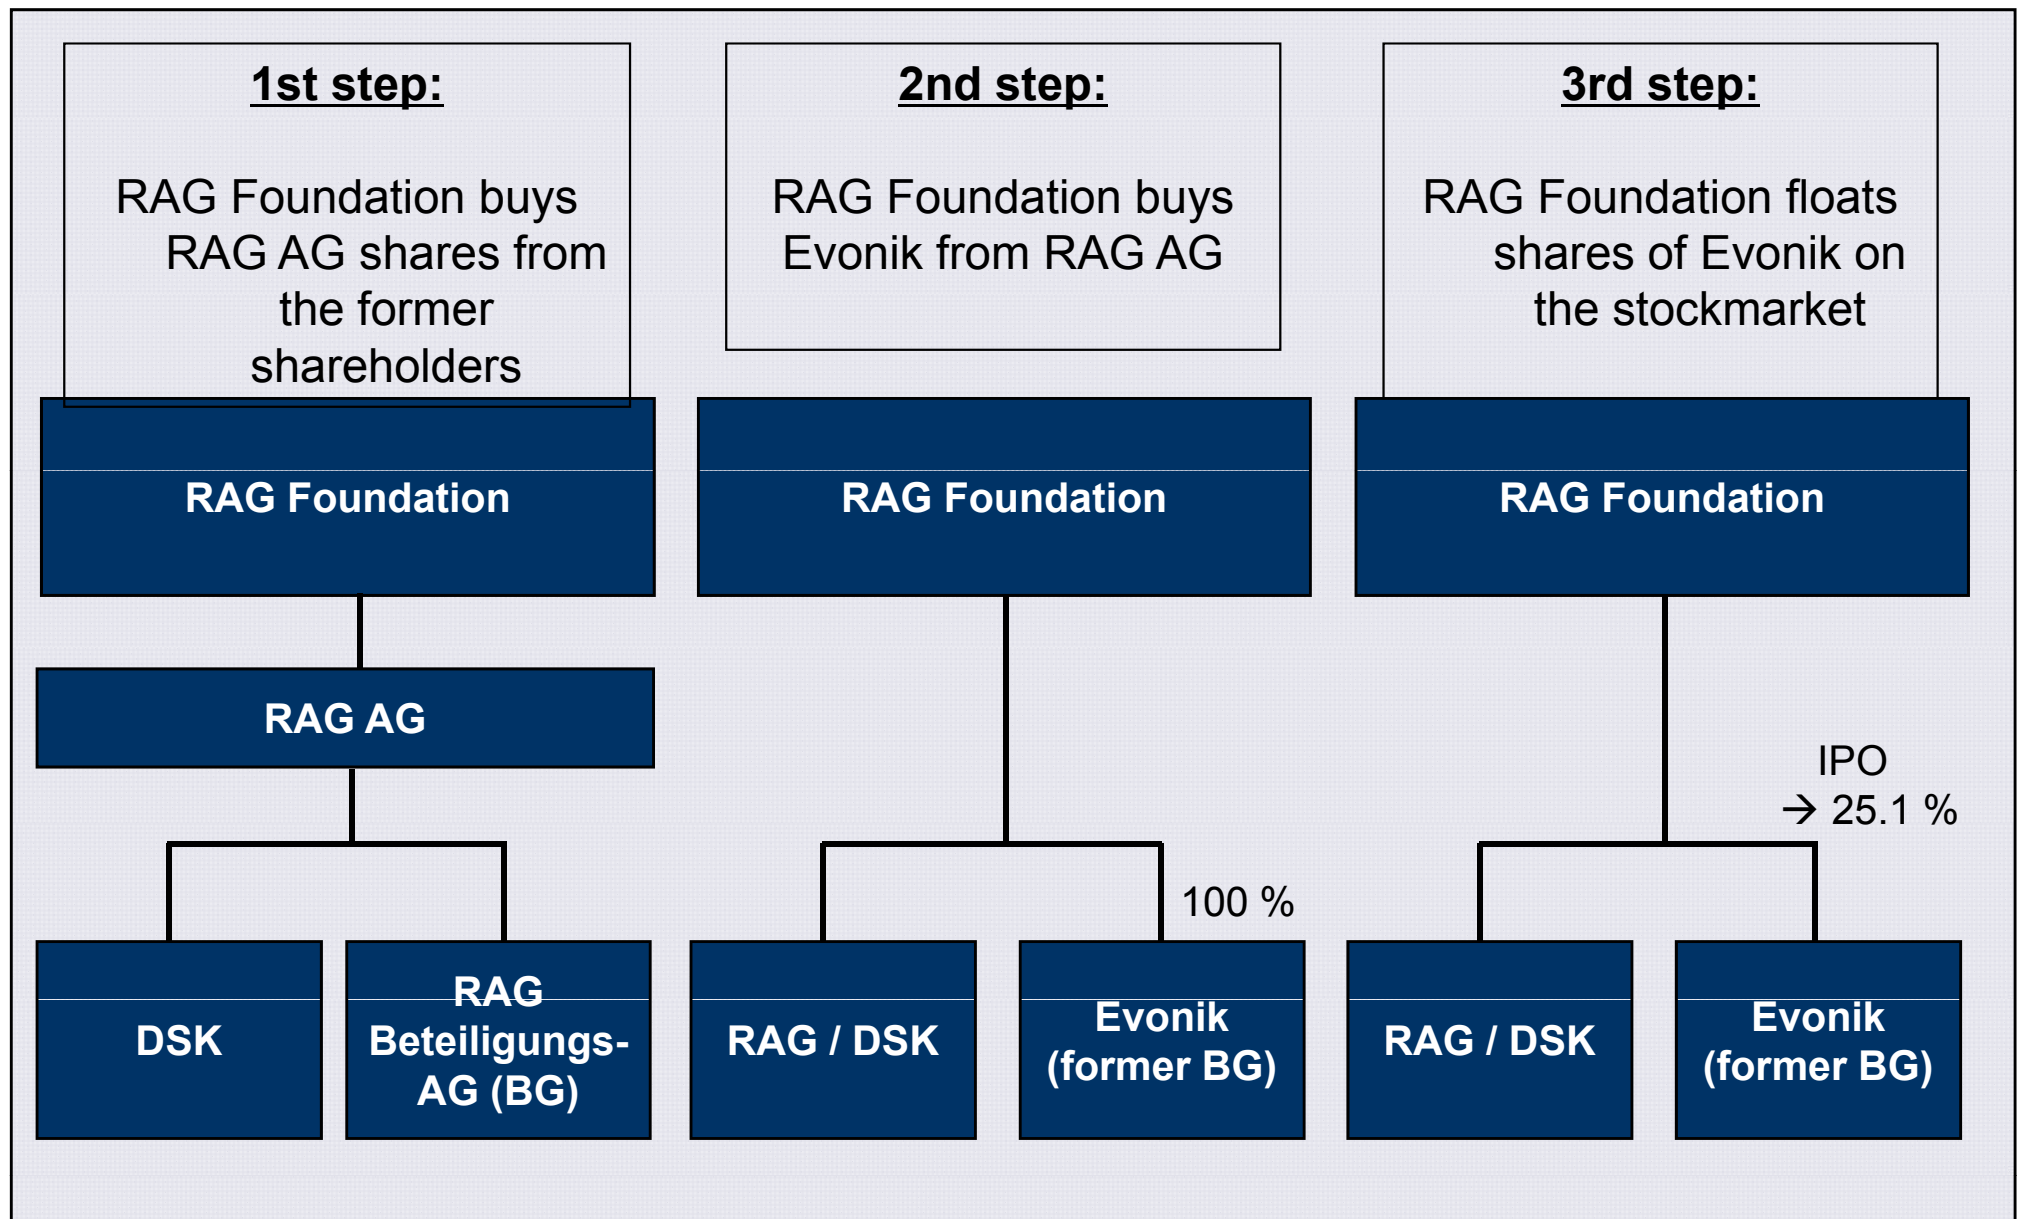 1st step:
RAG Foundation buys
RAG AG shares from
the former
shareholders
RAG Foundation
RAG AG
DSK
RAG
Beteiligungs-
AG (BG)
2nd step:
RAG Foundation buys
Evonik from RAG AG
RAG Foundation
100 %
RAG / DSK
Evonik
(former BG)
3rd step:
RAG Foundation floats
shares of Evonik on
the stockmarket
RAG Foundation
IPO
→ 25.1 %
RAG / DSK
Evonik
(former BG)